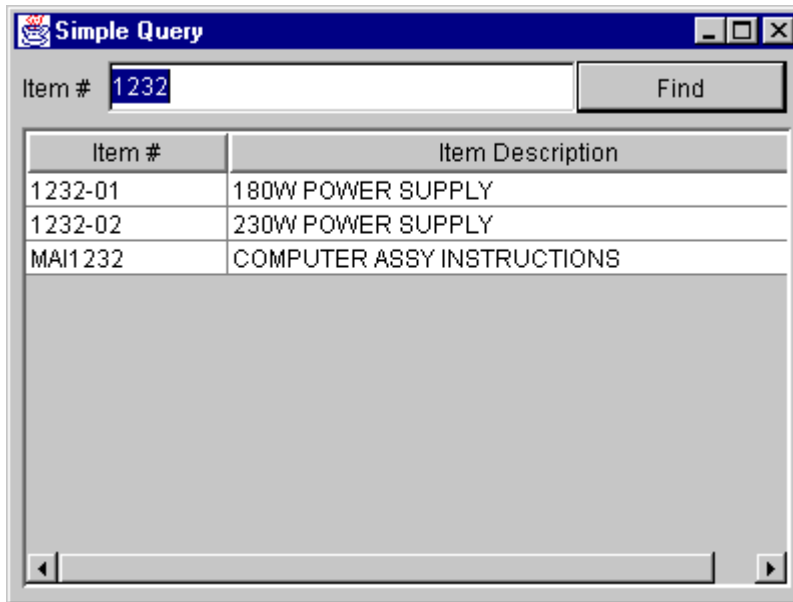 Simple Query
Item # 1232 Find
Item # Item Description
1232-01 180W POWER SUPPLY
1232-02 230W POWER SUPPLY
MAI1232 COMPUTER ASSY INSTRUCTIONS